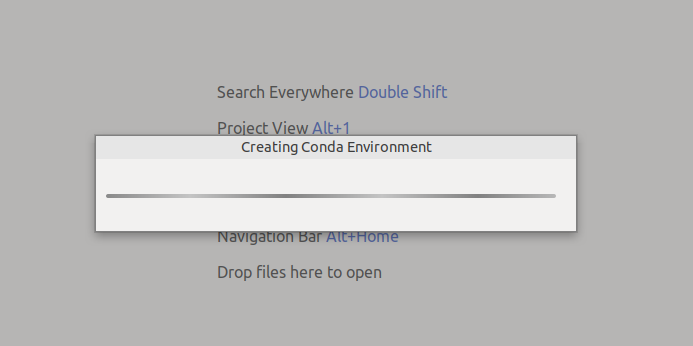 Search Everywhere Double Shift
Project View Alt+1
Creating Conda Environment
Navigation Bar Alt+Home
Drop files here to open